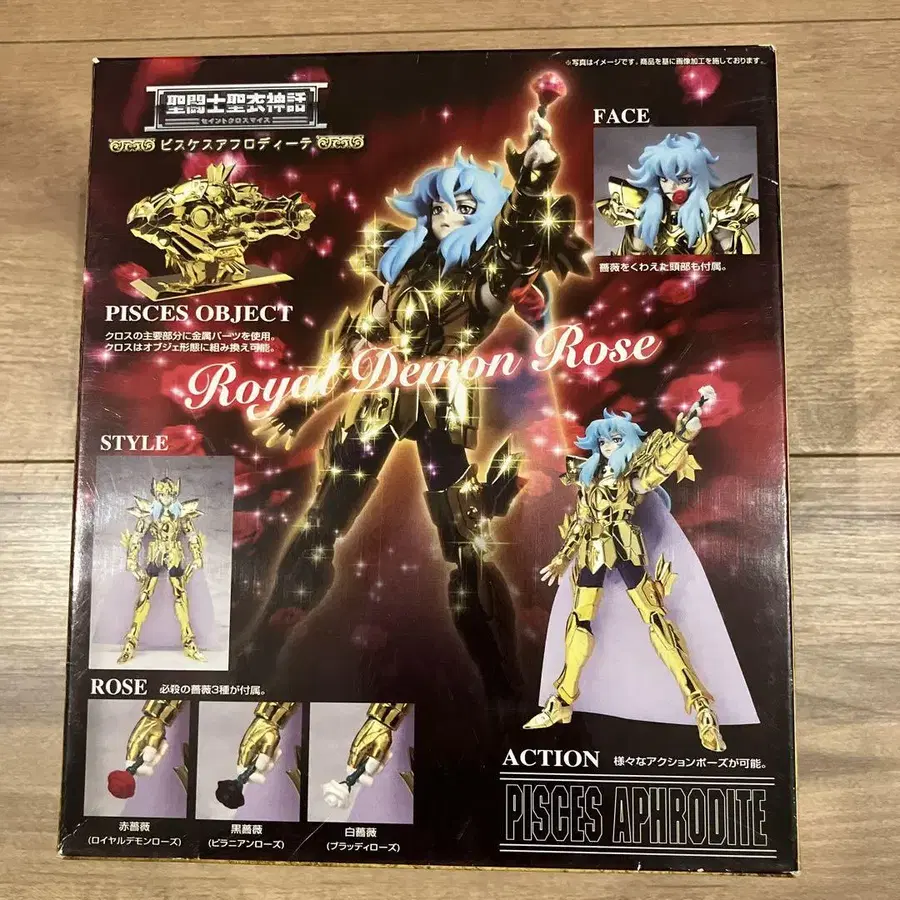 ※写真はイメージです。商品を基に画像加工を施しております。
聖闘士聖衣神話
セイントクロスマイス
ピスケスアフロディーテ
FACE
薔薇をくわえた頭部も付属。
PISCES OBJECT
クロスの主要部分に金属パーツを使用。
クロスはオブジェ形態に組み換え可能。
Royal Demon Rose
STYLE
ROSE 必殺の薔薇3種が付属。
赤薔薇
(ロイヤルデモンローズ)
黒薔薇
(ピラニアンローズ)
白薔薇
(ブラッディローズ)
ACTION 様々なアクションポーズが可能。
PISCES APHRODITE